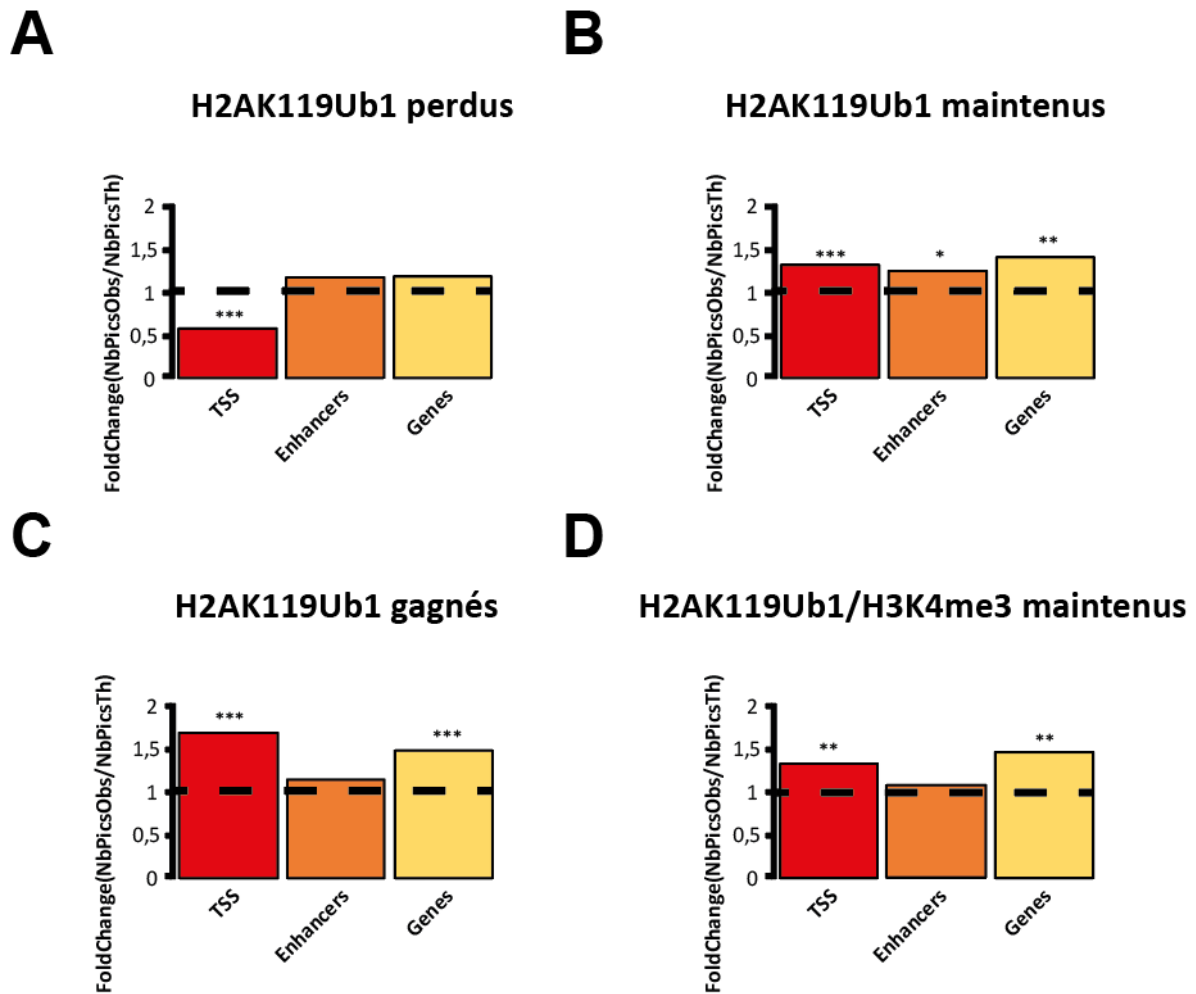 A
H2AK119Ub1 perdus
FoldChange(NbPicsObs/NbPicsTh)
2
1,5
1
0,5
0
***
TSS
Enhancers
Genes
B
H2AK119Ub1 maintenus
FoldChange(NbPicsObs/NbPicsTh)
2
1,5
1
0,5
0
***
*
**
TSS
Enhancers
Genes
C
H2AK119Ub1 gagnés
FoldChange(NbPicsObs/NbPicsTh)
2
1,5
1
0,5
0
***
***
TSS
Enhancers
Genes
D
H2AK119Ub1/H3K4me3 maintenus
FoldChange(NbPicsObs/NbPicsTh)
2
1,5
1
0,5
0
**
**
TSS
Enhancers
Genes